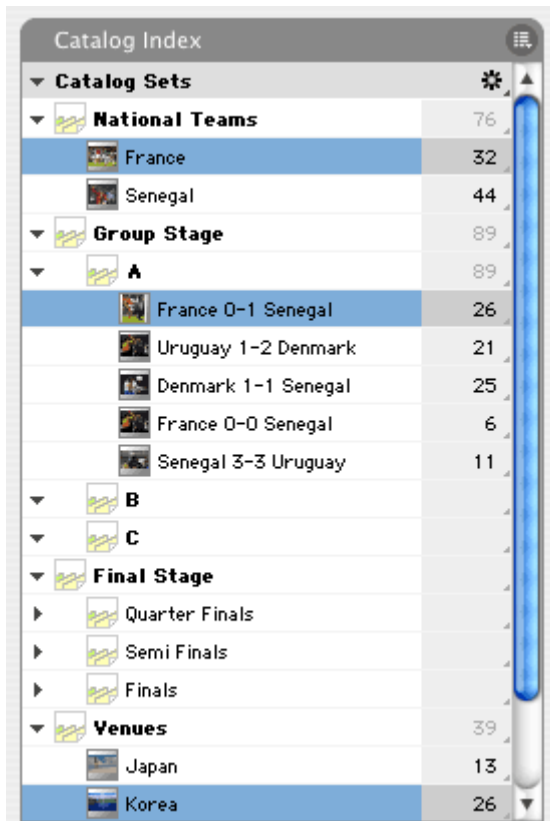 Catalog Index
Catalog Sets
National Teams 76
France 32
Senegal 44
Group Stage 89
A 89
France 0-1 Senegal 26
Uruguay 1-2 Denmark 21
Denmark 1-1 Senegal 25
France 0-0 Senegal 6
Senegal 3-3 Uruguay 11
B
C
Final Stage
Quarter Finals
Semi Finals
Finals
Venues 39
Japan 13
Korea 26